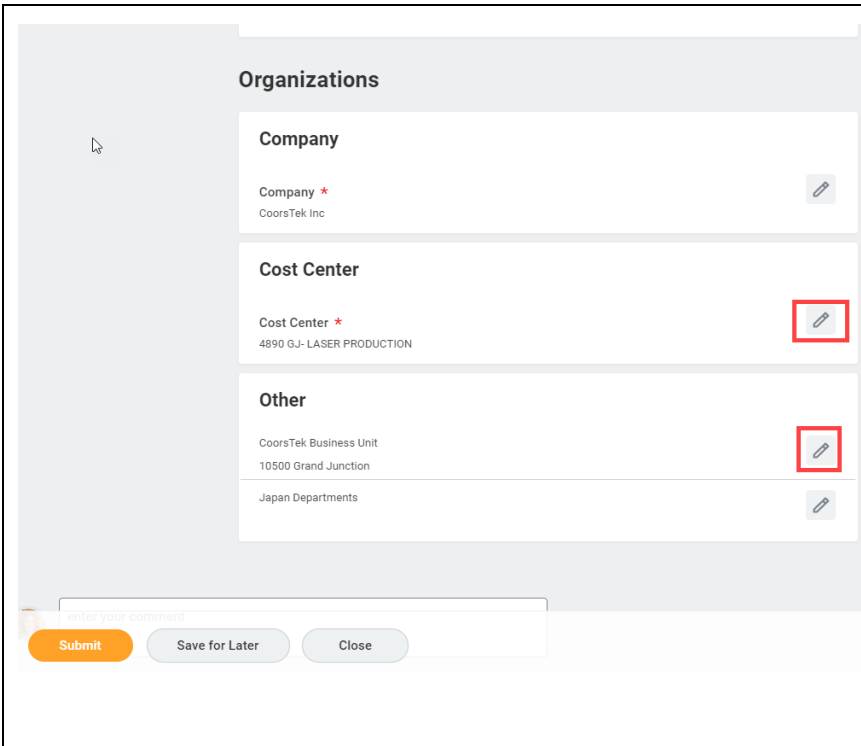 Organizations
Company
Company *
CoorsTek Inc
Cost Center
Cost Center *
4890 GJ- LASER PRODUCTION
Other
CoorsTek Business Unit
10500 Grand Junction
Japan Departments
enter your comment
Submit
Save for Later
Close